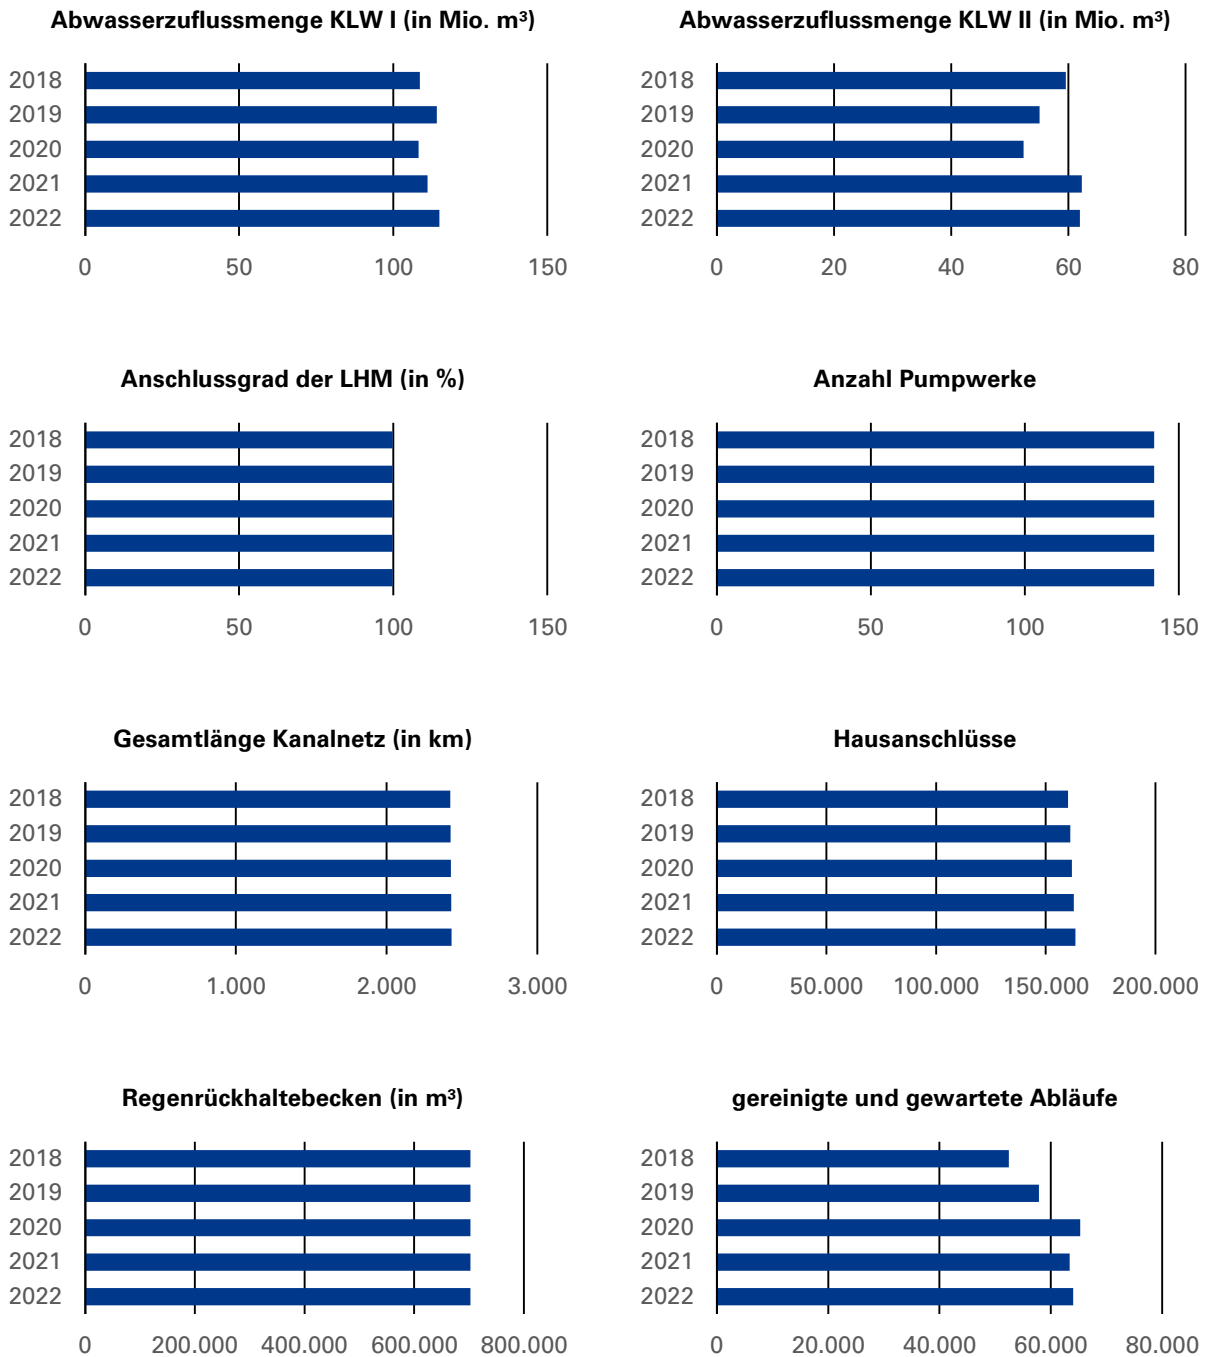 Abwasserzuflussmenge KLW I (in Mio. m³)
2018
2019
2020
2021
2022
0 50 100 150
Abwasserzuflussmenge KLW II (in Mio. m³)
2018
2019
2020
2021
2022
0 20 40 60 80
Anschlussgrad der LHM (in %)
2018
2019
2020
2021
2022
0 50 100 150
Anzahl Pumpwerke
2018
2019
2020
2021
2022
0 50 100 150
Gesamtlänge Kanalnetz (in km)
2018
2019
2020
2021
2022
0 1.000 2.000 3.000
Hausanschlüsse
2018
2019
2020
2021
2022
0 50.000 100.000 150.000 200.000
Regenrückhaltebecken (in m³)
2018
2019
2020
2021
2022
0 200.000 400.000 600.000 800.000
gereinigte und gewartete Abläufe
2018
2019
2020
2021
2022
0 20.000 40.000 60.000 80.000